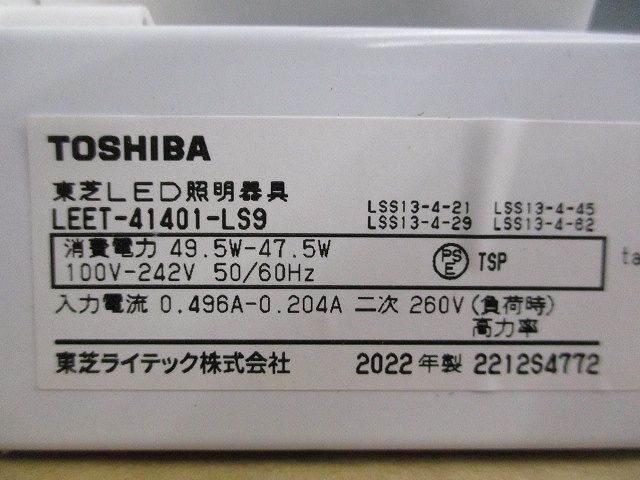 TOSHIBA
東芝LED照明器具
LEET-41401-LS9
LSS13-4-21 LSS13-4-45
LSS13-4-29 LSS13-4-62
消費電力 49.5W-47.5W
100V-242V 50/60Hz
PSE TSP
入力電流 0.496A-0.204A 二次 260V(負荷時)
高力率
東芝ライテック株式会社 2022年製 2212S4772